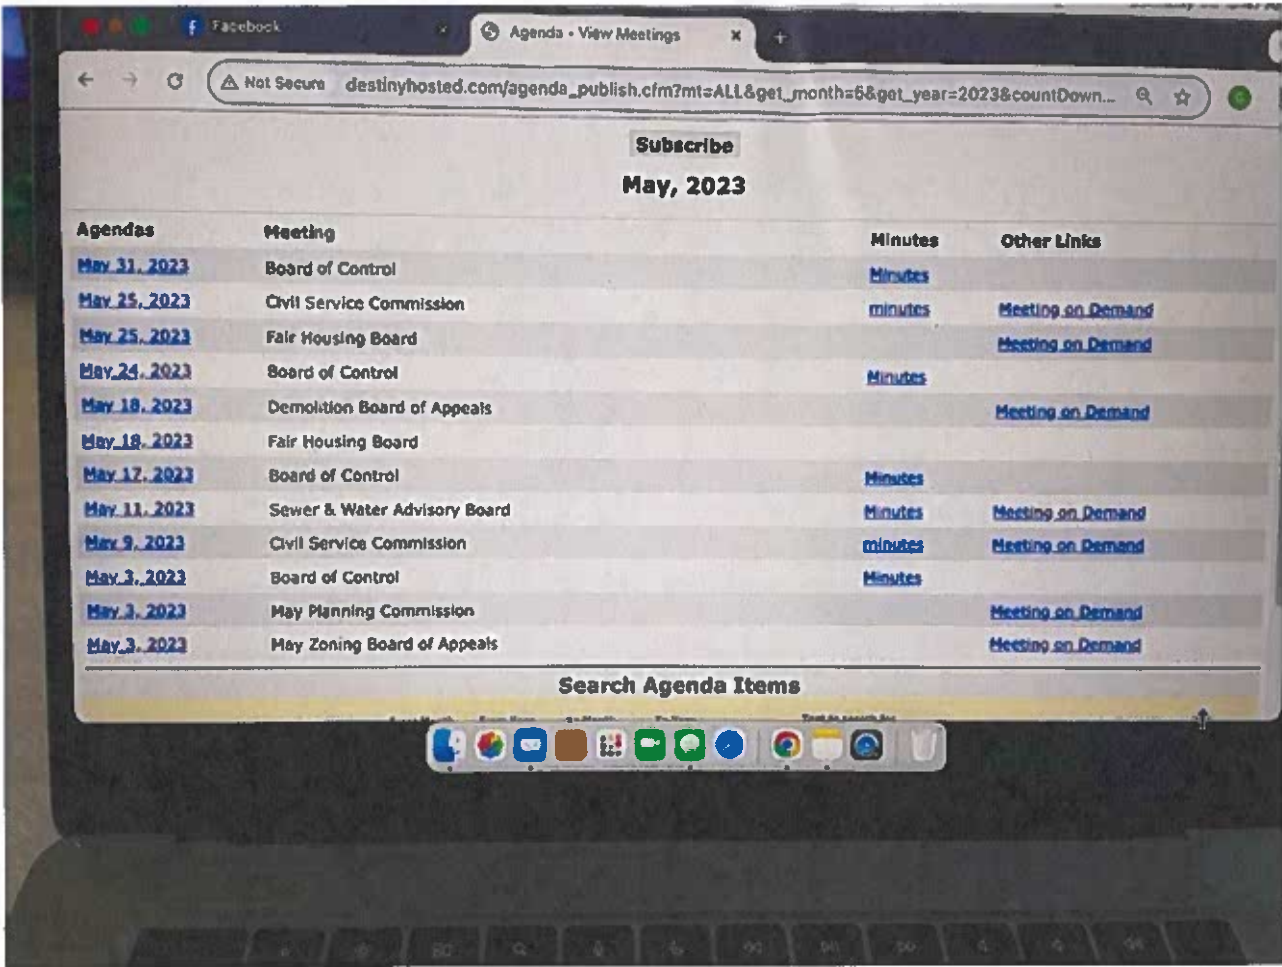 Facebook
Agenda - View Meetings
Not Secure destinyhosted.com/agenda_publish.cfm?mt=ALL&get_month=6&get_year=2023&countDown...
Subscribe
May, 2023
Agendas Meeting Minutes Other Links
May 31, 2023 Board of Control Minutes
May 25, 2023 Civil Service Commission minutes Meeting on Demand
May 25, 2023 Fair Housing Board Meeting on Demand
May 24, 2023 Board of Control Minutes
May 18, 2023 Demolition Board of Appeals Meeting on Demand
May 18, 2023 Fair Housing Board
May 17, 2023 Board of Control Minutes
May 11, 2023 Sewer & Water Advisory Board Minutes Meeting on Demand
May 9, 2023 Civil Service Commission minutes Meeting on Demand
May 3, 2023 Board of Control Minutes
May 3, 2023 May Planning Commission Meeting on Demand
May 3, 2023 May Zoning Board of Appeals Meeting on Demand
Search Agenda Items